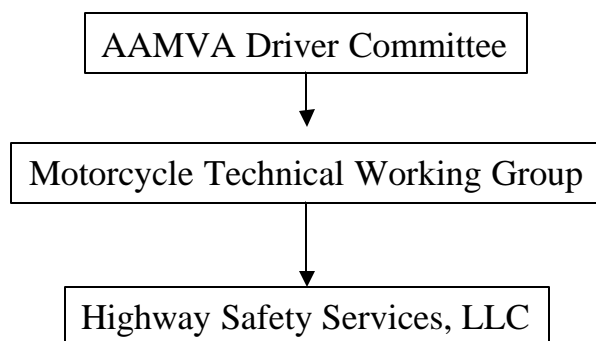 AAMVA Driver Committee
Motorcycle Technical Working Group
Highway Safety Services, LLC